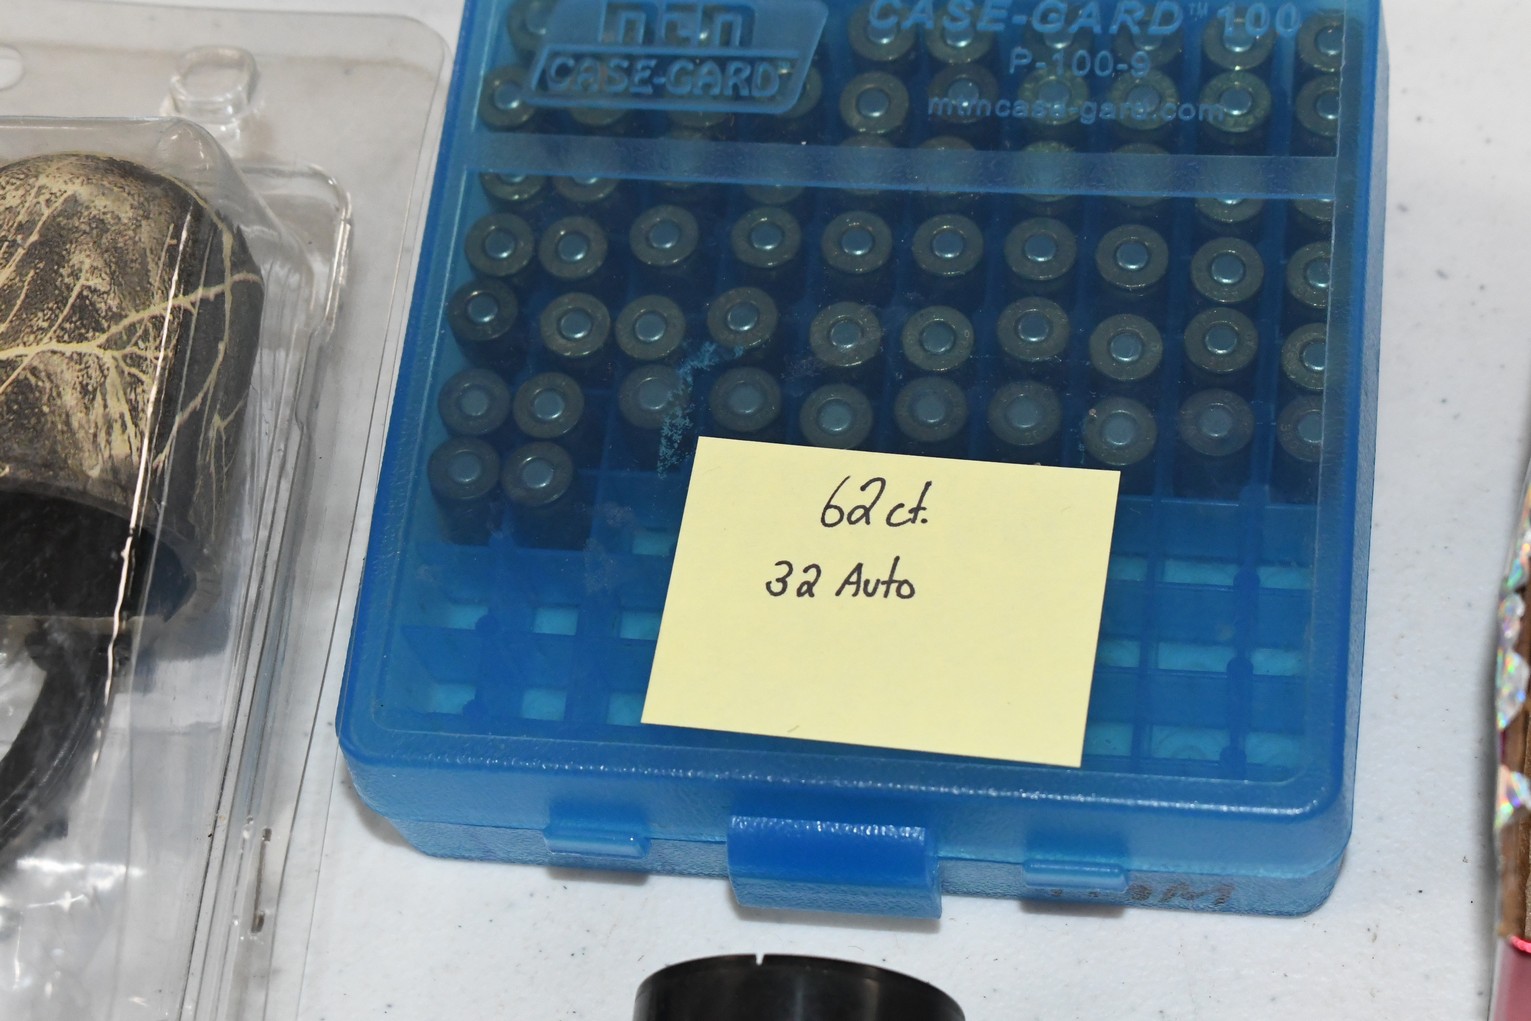 mtm
CASE-GARD
CASE-GARD™ 100
P-100-9
mtmcase-gard.com
62 ct.
32 Auto